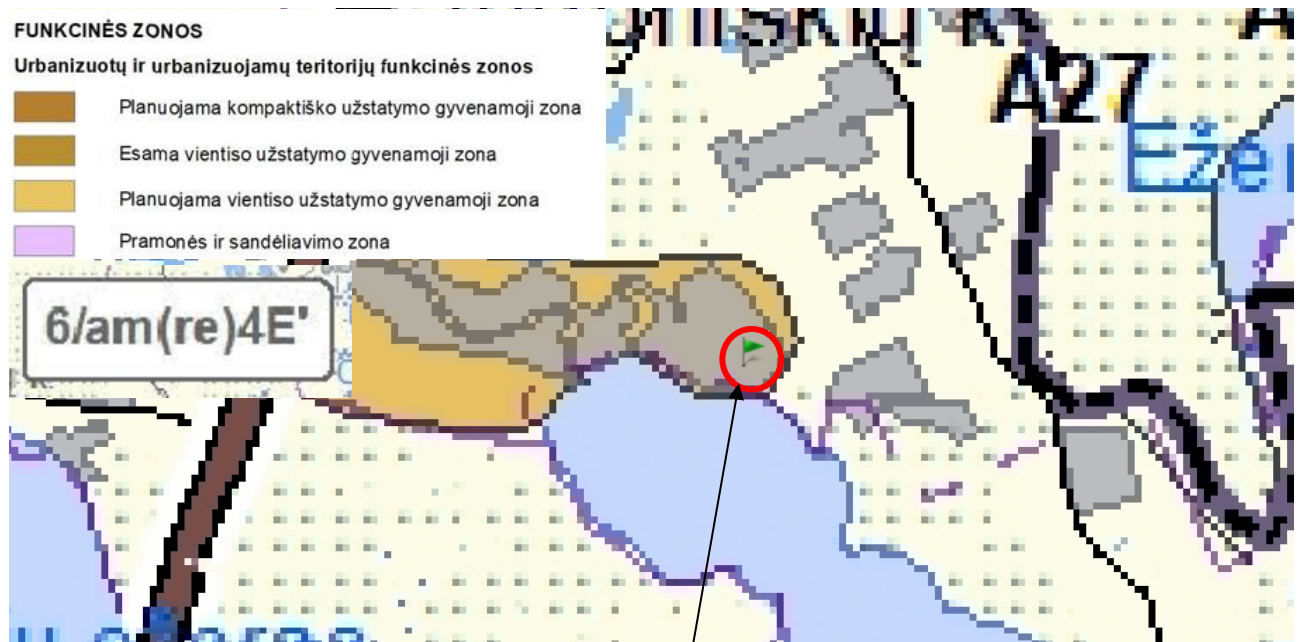 FUNKCINĖS ZONOS
Urbanizuotų ir urbanizuojamų teritorijų funkcinės zonos
Planuojama kompaktiško užstatymo gyvenamoji zona
Esama vientiso užstatymo gyvenamoji zona
Planuojama vientiso užstatymo gyvenamoji zona
Pramonės ir sandėliavimo zona
A27
6/am(re)4E'